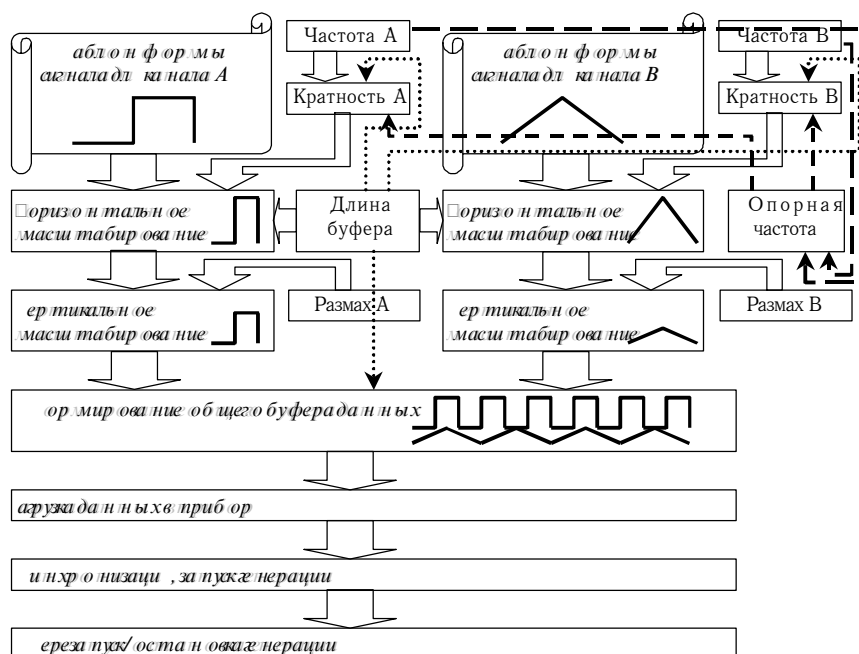 аблон формы
сигнала дл канала А
Частота А
Кратность А
аблон формы
сигнала дл канала В
Частота В
Кратность В
оризонтальное
масштабирование
Длина
буфера
оризонтальное
масштабирование
Опорная
частота
ертикальное
масштабирование
Размах А
ертикальное
масштабирование
Размах В
ормирование общего буфера данных
агрузка данных в прибор
инхронизаци , запуск генерации
ерезапуск/остановка генерации